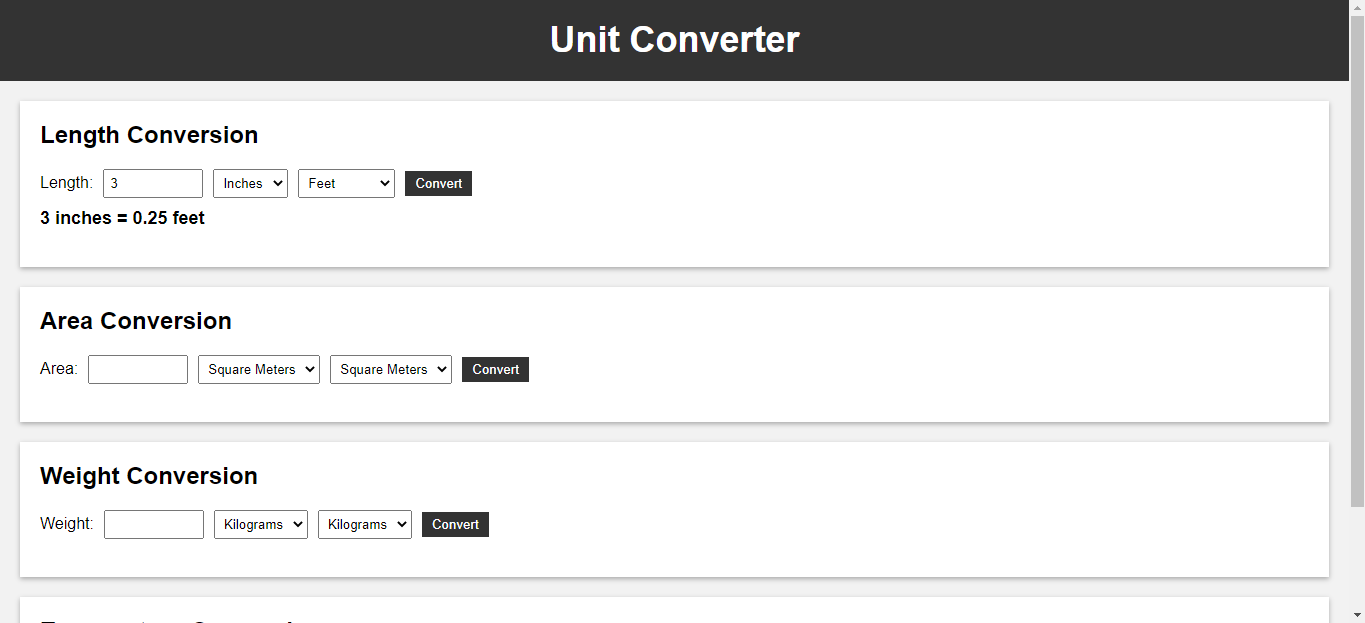 Unit Converter
Length Conversion
Length: 3 Inches Feet Convert
3 inches = 0.25 feet
Area Conversion
Area: Square Meters Square Meters Convert
Weight Conversion
Weight: Kilograms Kilograms Convert